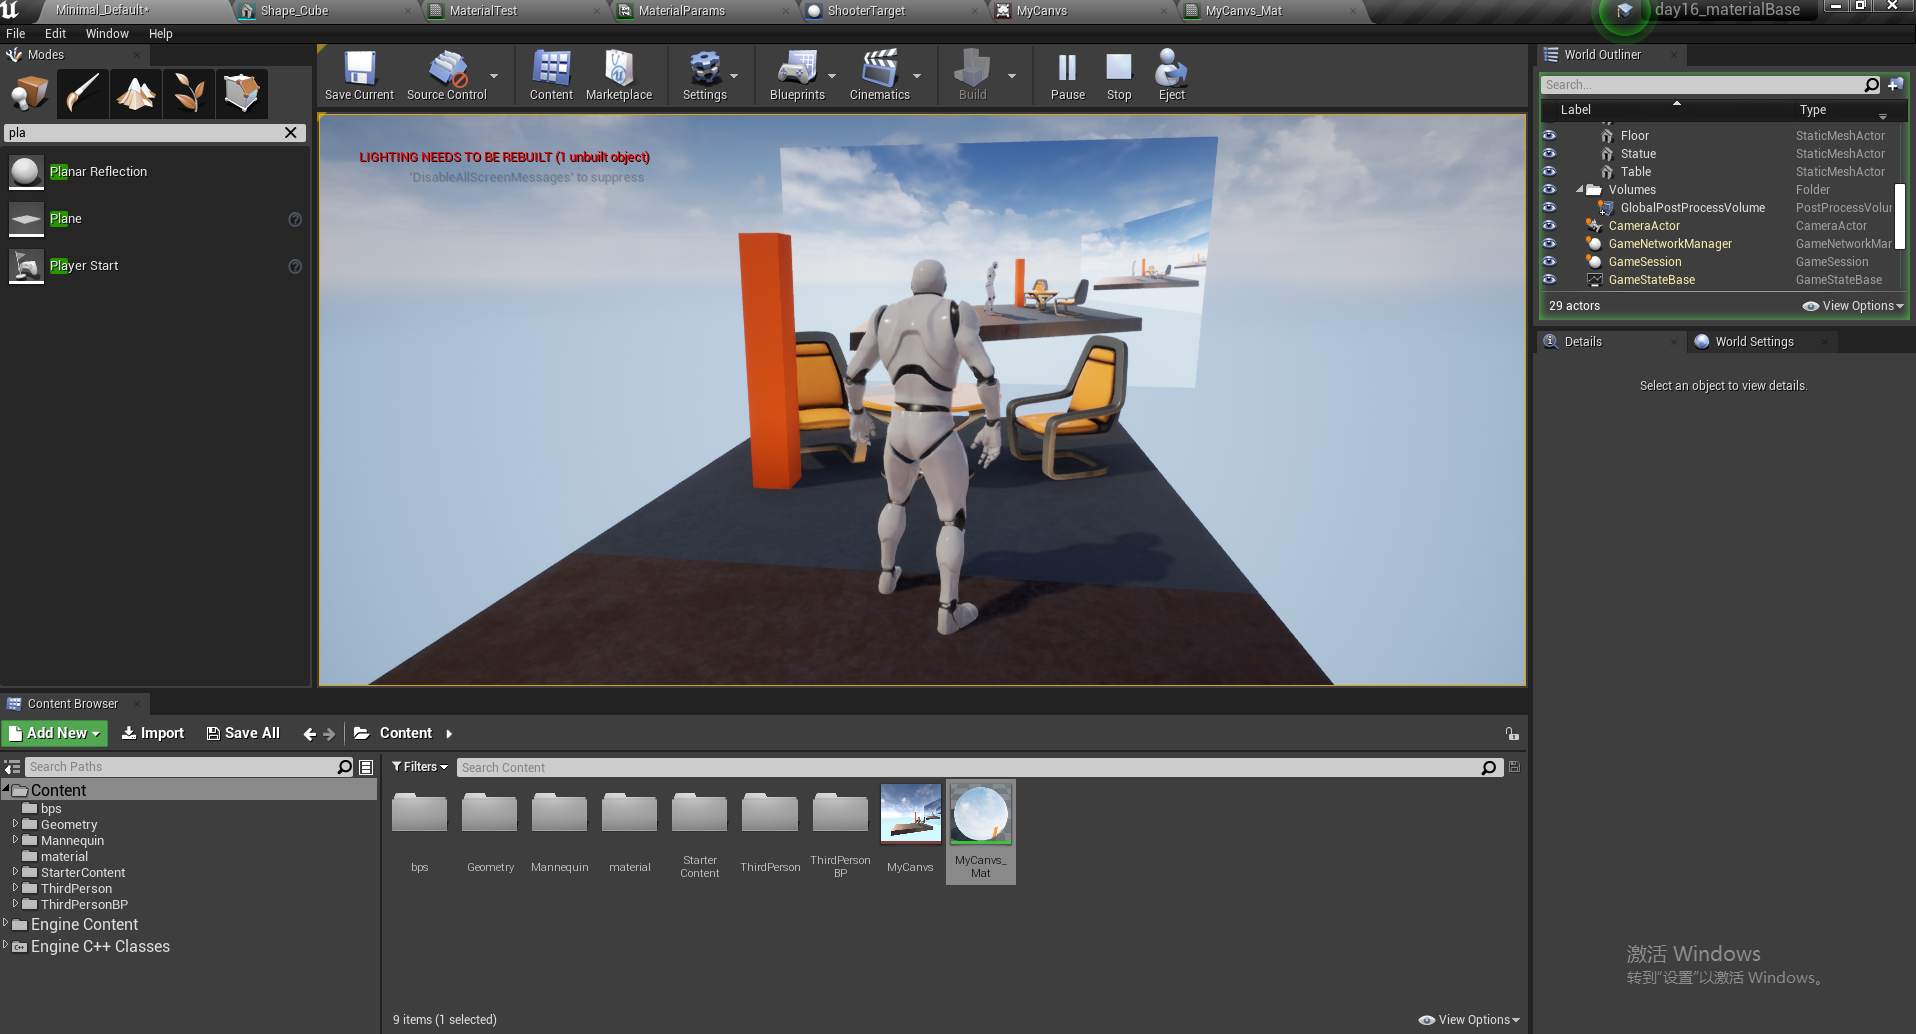 Minimal_Default*
Shape_Cube
MaterialTest
MaterialParams
ShooterTarget
MyCanvs
MyCanvs_Mat
day16_materialBase
File
Edit
Window
Help
Modes
pla
Planar Reflection
Plane
Player Start
Save Current
Source Control
Content
Marketplace
Settings
Blueprints
Cinematics
Build
Pause
Stop
Eject
LIGHTING NEEDS TO BE REBUILT (1 unbuilt object)
'DisableAllScreenMessages' to suppress
World Outliner
Search...
Label Type
Floor StaticMeshActor
Statue StaticMeshActor
Table StaticMeshActor
Volumes Folder
GlobalPostProcessVolume PostProcessVolur
CameraActor CameraActor
GameNetworkManager GameNetworkMar
GameSession GameSession
GameStateBase GameStateBase
29 actors
View Options
Details
World Settings
Select an object to view details.
Content Browser
Add New
Import
Save All
Content
Search Paths
Filters
Search Content
Content
bps
Geometry
Mannequin
material
StarterContent
ThirdPerson
ThirdPersonBP
Engine Content
Engine C++ Classes
bps
Geometry
Mannequin
material
Starter
Content
ThirdPerson
ThirdPerson
BP
MyCanvs
MyCanvs_
Mat
9 items (1 selected)
View Options
激活 Windows
转到“设置”以激活 Windows。